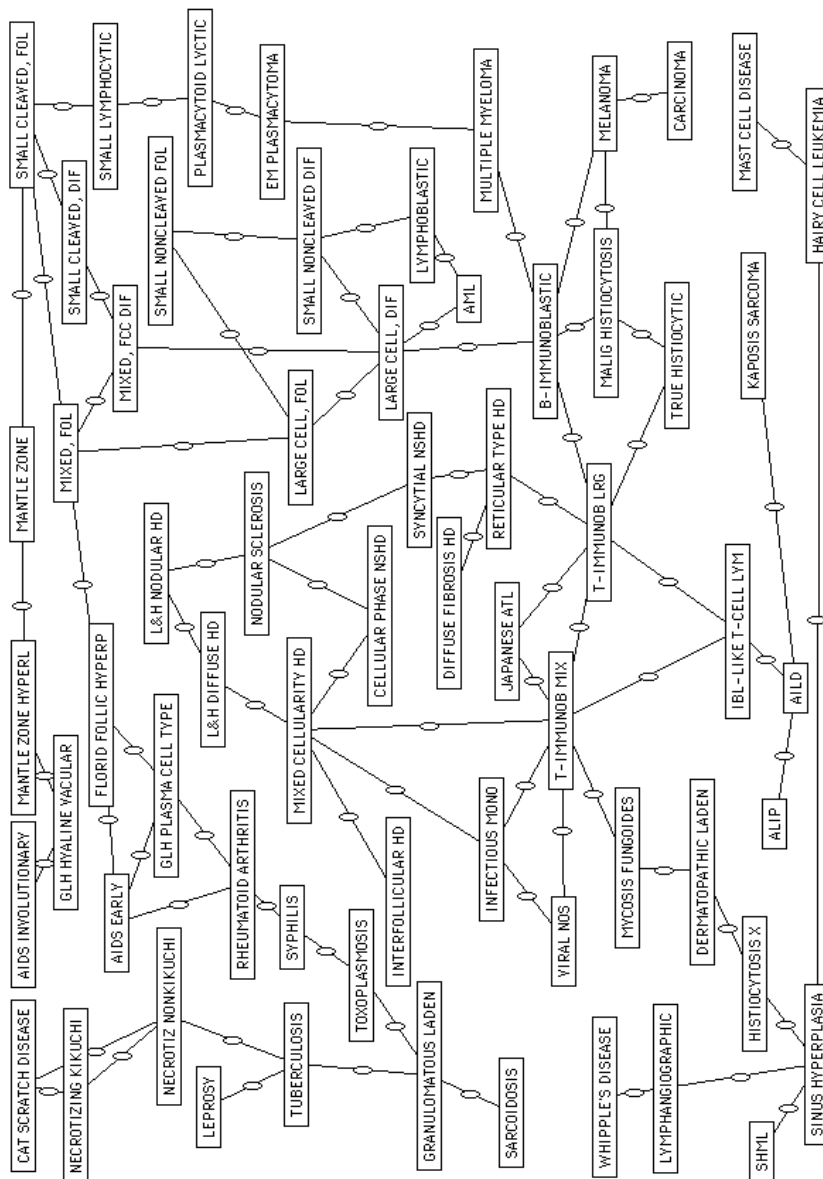 CAT SCRATCH DISEASE
AIDS INVOLUTIONARY
MANTLE ZONE HYPERL
MANTLE ZONE
SMALL CLEAVED, FOL
NECROTIZING KIKUCHI
GLH HYALINE VACULAR
MIXED, FOL
SMALL CLEAVED, DIF
SMALL LYMPHOCYTIC
AIDS EARLY
FLORID FOLLIC HYPERP
MIXED, FCC DIF
NECROTIZ NONKIKUCHI
GLH PLASMA CELL TYPE
L&H NODULAR HD
SMALL NONCLEAVED FOL
PLASMACYTOID LYCTIC
LEPROSY
RHEUMATOID ARTHRITIS
L&H DIFFUSE HD
NODULAR SCLEROSIS
EM PLASMACYTOMA
TUBERCULOSIS
SYPHILIS
MIXED CELLULARITY HD
LARGE CELL, FOL
SMALL NONCLEAVED DIF
TOXOPLASMOSIS
CELLULAR PHASE NSHD
LARGE CELL, DIF
GRANULOMATOUS LADEN
INTERFOLLICULAR HD
SYNCYTIAL NSHD
LYMPHOBLASTIC
DIFFUSE FIBROSIS HD
AML
MULTIPLE MYELOMA
SARCOIDOSIS
INFECTIOUS MONO
JAPANESE ATL
RETICULAR TYPE HD
VIRAL NOS
T-IMMUNOB MIX
B-IMMUNOBLASTIC
WHIPPLE'S DISEASE
MYCOSIS FUNGOIDES
T-IMMUNOB LRG
MALIG HISTIOCYTOSIS
MELANOMA
LYMPHANGIOGRAPHIC
TRUE HISTIOCYTIC
CARCINOMA
DERMATOPATHIC LADEN
IBL-LIKE T-CELL LYM
HISTIOCYTOSIS X
KAPOSIS SARCOMA
MAST CELL DISEASE
SHML
ALIP
AILD
SINUS HYPERPLASIA
HAIRY CELL LEUKEMIA